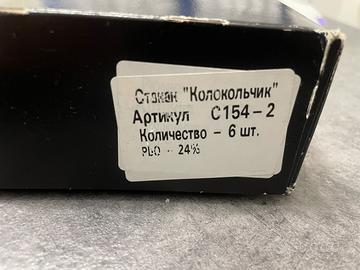 Стакан "Колокольчик"
Артикул С154-2
Количество - 6 шт.
PbO - 24%